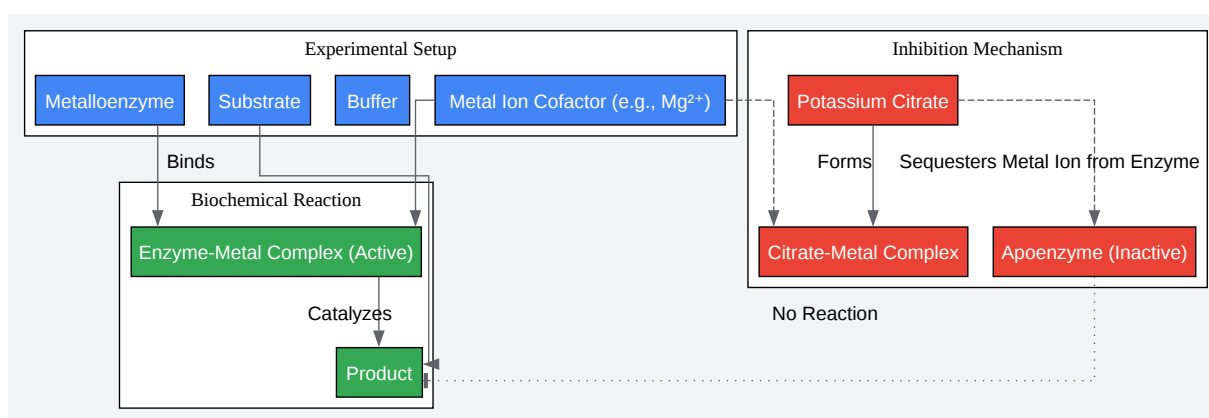 Experimental Setup
Inhibition Mechanism
Metalloenzyme
Substrate
Buffer
Metal Ion Cofactor (e.g., Mg²⁺)
Potassium Citrate
Binds
Forms
Sequesters Metal Ion from Enzyme
Biochemical Reaction
Enzyme-Metal Complex (Active)
Citrate-Metal Complex
Apoenzyme (Inactive)
Catalyzes
No Reaction
Product